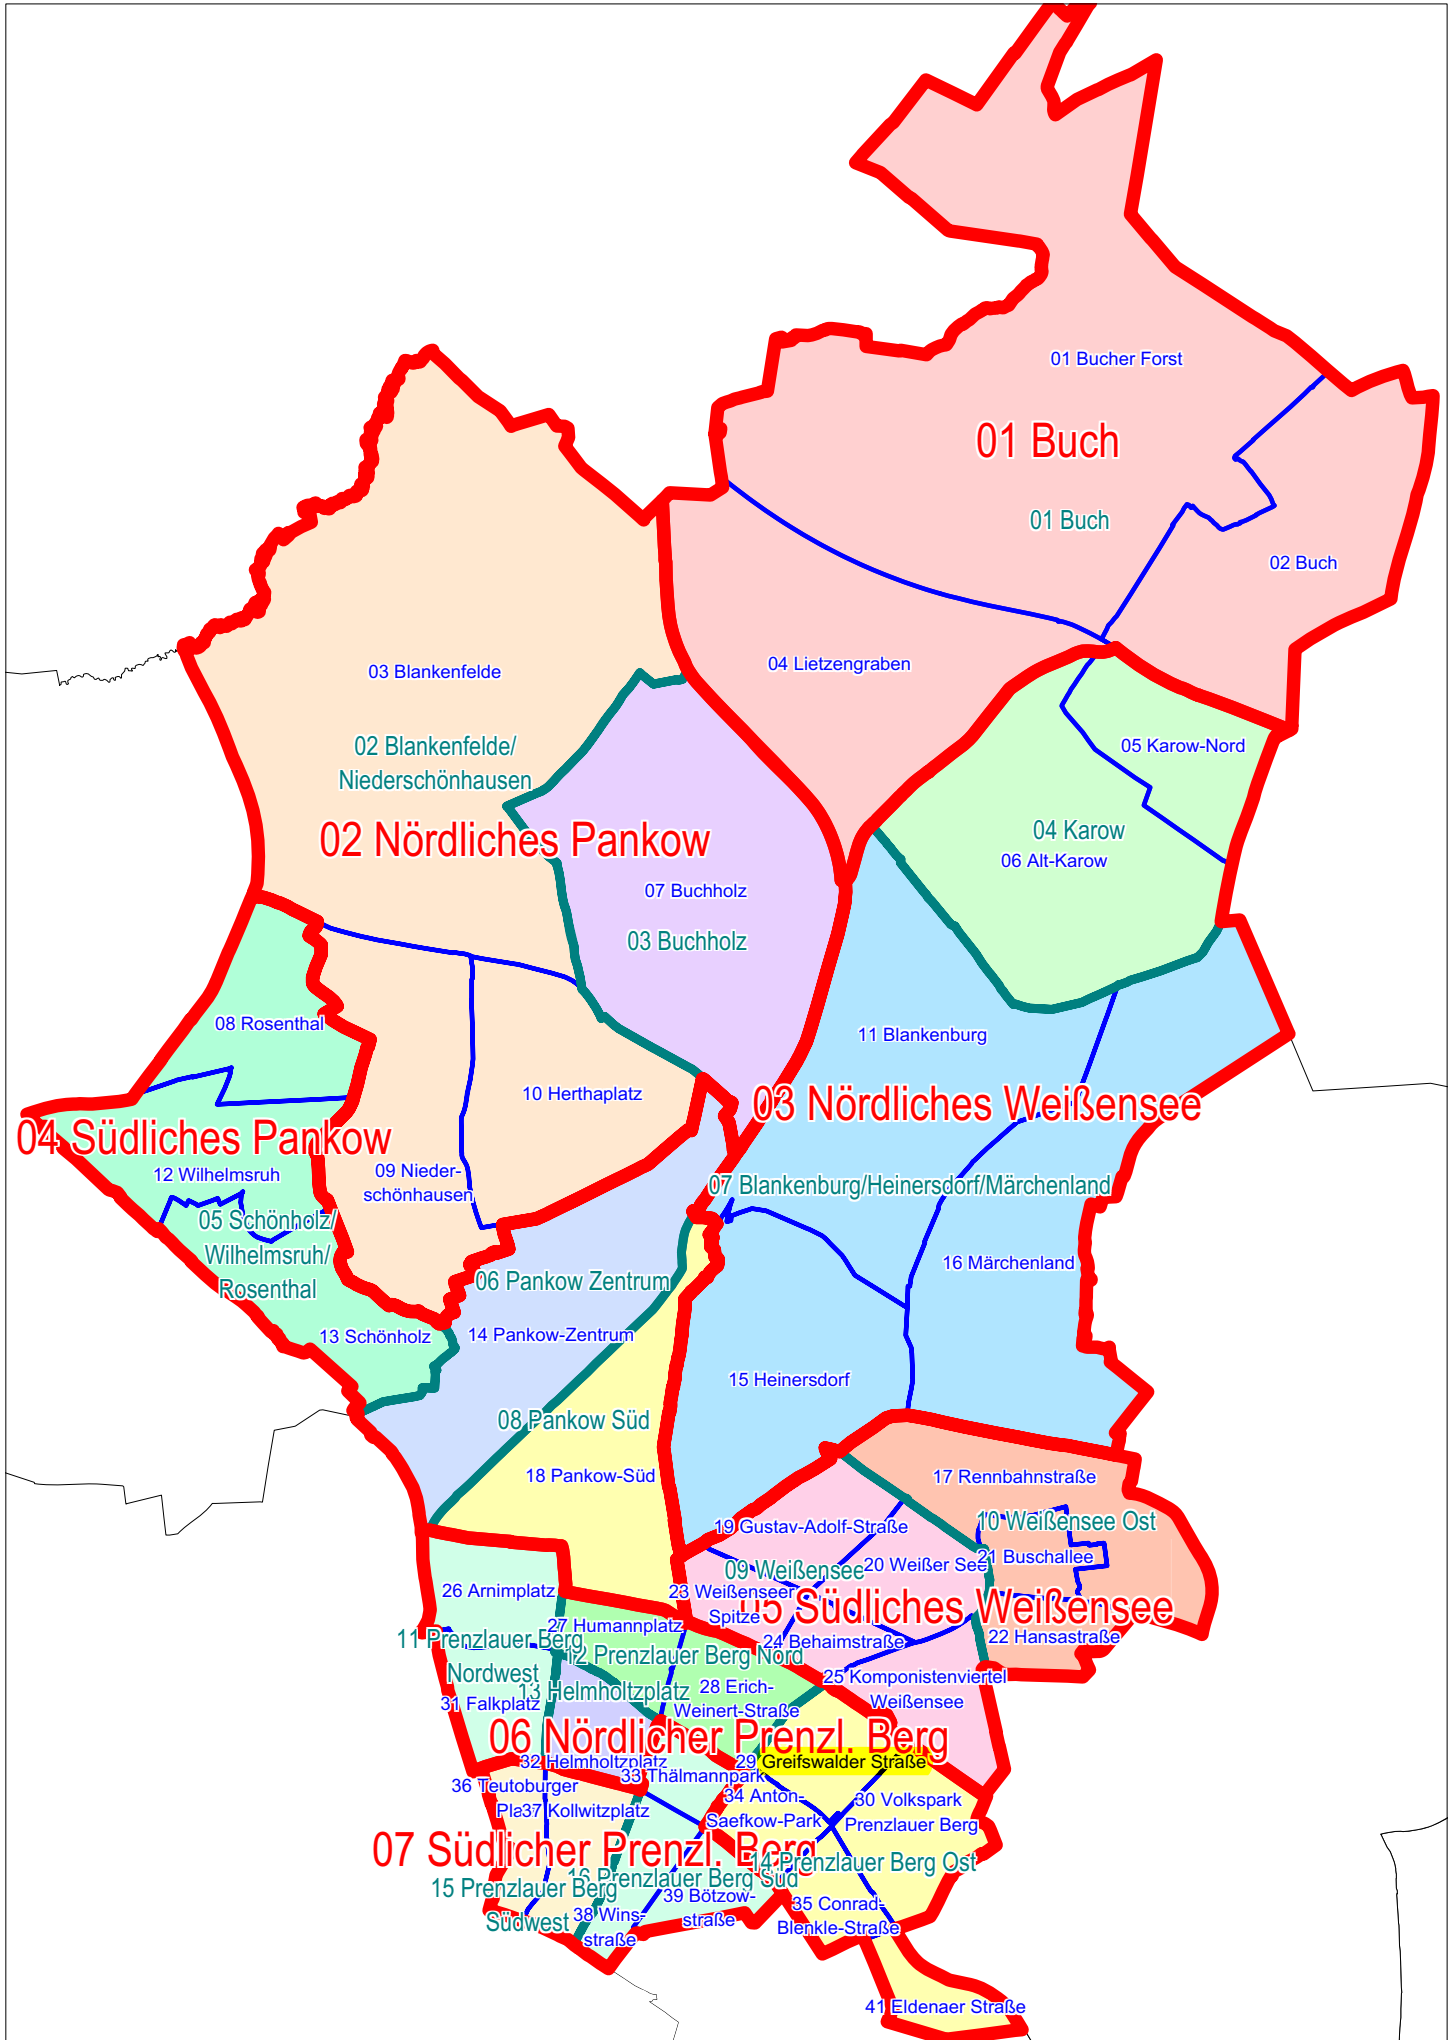 01 Bucher Forst
01 Buch
01 Buch
02 Buch
04 Lietzengraben
03 Blankenfelde
02 Blankenfelde/
Niederschönhausen
02 Nördliches Pankow
05 Karow-Nord
04 Karow
06 Alt-Karow
07 Buchholz
03 Buchholz
08 Rosenthal
11 Blankenburg
10 Herthaplatz
03 Nördliches Weißensee
04 Südliches Pankow
12 Wilhelmsruh
09 Nieder-
schönhausen
07 Blankenburg/Heinersdorf/Märchenland
05 Schönholz/
Wilhelmsruh/
Rosenthal
16 Märchenland
06 Pankow Zentrum
13 Schönholz
14 Pankow-Zentrum
15 Heinersdorf
08 Pankow Süd
18 Pankow-Süd
17 Rennbahnstraße
19 Gustav-Adolf-Straße
10 Weißensee Ost
20 Weißer See
21 Buschallee
09 Weißensee
26 Arnimplatz
23 Weißenseer
Spitze
05 Südliches Weißensee
27 Humannplatz
24 Behaimstraße
22 Hansastraße
11 Prenzlauer Berg
Nordwest
12 Prenzlauer Berg Nord
25 Komponistenviertel
Weißensee
13 Helmholtzplatz
28 Erich-
Weinert-Straße
31 Falkplatz
06 Nördlicher Prenzl. Berg
32 Helmholtzplatz
29 Greifswalder Straße
33 Thälmannpark
36 Teutoburger
Pla
37 Kollwitzplatz
34 Anton-
Saefkow-Park
30 Volkspark
Prenzlauer Berg
07 Südlicher Prenzl. Berg
14 Prenzlauer Berg Ost
16 Prenzlauer Berg Süd
15 Prenzlauer Berg
Südwest
39 Bötzow-
straße
38 Wins-
straße
35 Conrad-
Blenkle-Straße
41 Eldenaer Straße